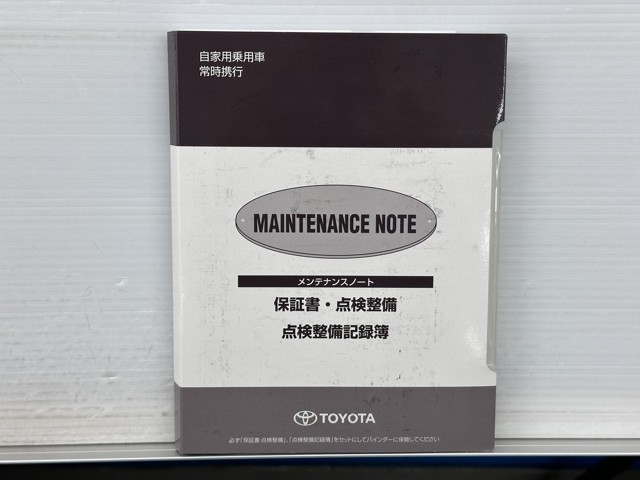 自家用乗用車
常時携行
MAINTENANCE NOTE
メンテナンスノート
保証書・点検整備
点検整備記録簿
TOYOTA
必ず「保証書・点検整備」、「点検整備記録簿」をセットにしてバインダーに保管してください